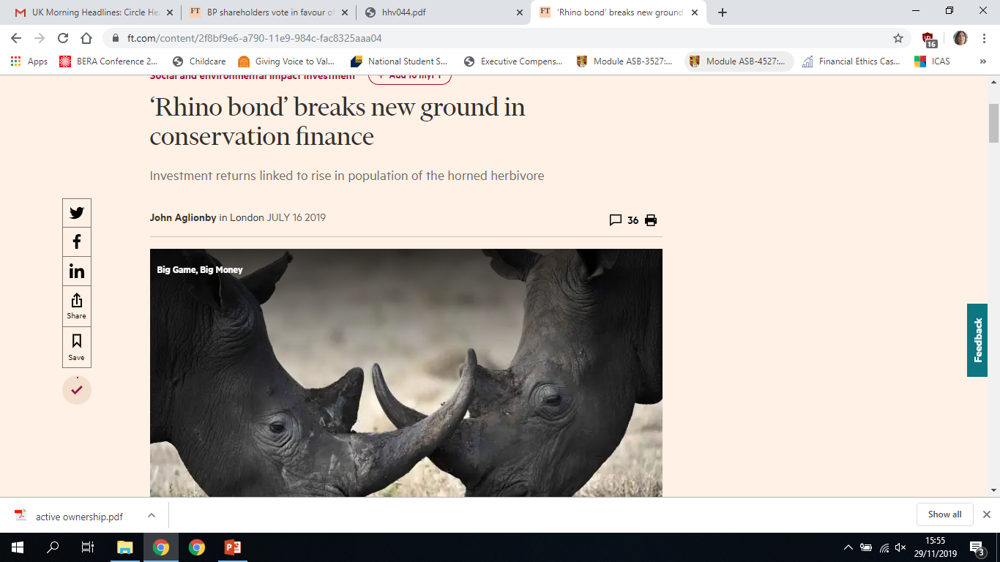 UK Morning Headlines: Circle He
BP shareholders vote in favour of
hhv044.pdf
'Rhino bond' breaks new ground
ft.com/content/2f8bf9e6-a790-11e9-984c-fac8325aaa04
16
Apps
BERA Conference 2...
Childcare
Giving Voice to Val...
National Student S...
Executive Compens...
Module ASB-3527:...
Module ASB-4527:...
Financial Ethics Cas...
ICAS
»
Social and environmental impact investment
+ Add to myFT
‘Rhino bond’ breaks new ground in
conservation finance
Investment returns linked to rise in population of the horned herbivore
John Aglionby in London JULY 16 2019
36
Big Game, Big Money
Share
Save
Feedback
active ownership.pdf
Show all
15:55
29/11/2019
3